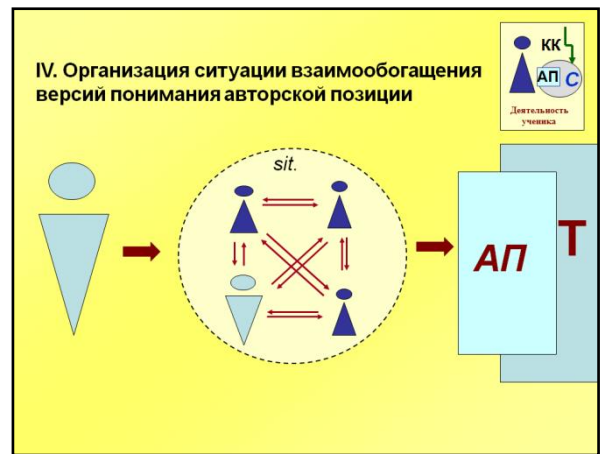 IV. Организация ситуации взаимообогащения
версий понимания авторской позиции
КК
АП С
Деятельность
ученика
sit.
АП
Т